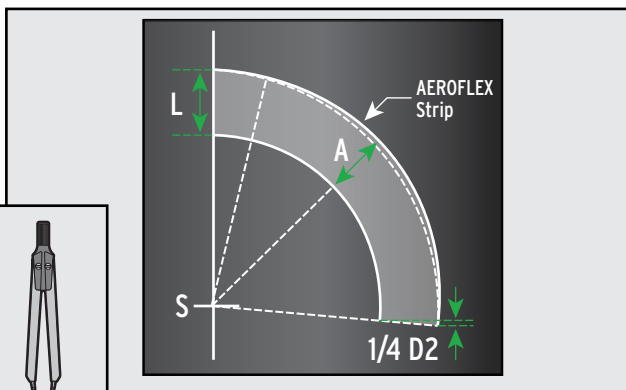 AEROFLEX
Strip
L
A
S
1/4 D2